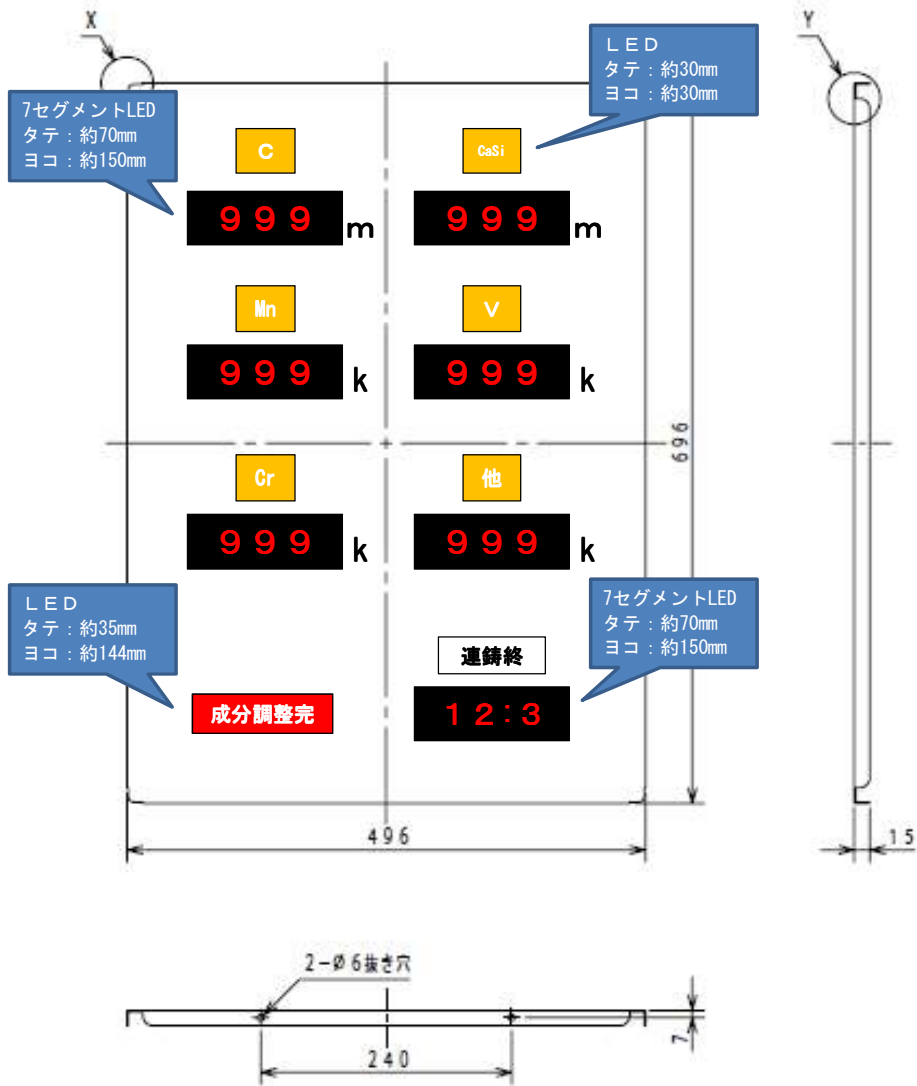 X
Y
LED
タテ：約30mm
ヨコ：約30mm
7セグメントLED
タテ：約70mm
ヨコ：約150mm
C
CaSi
999 m
999 m
Mn
V
999 k
999 k
696
Cr
他
999 k
999 k
LED
タテ：約35mm
ヨコ：約144mm
7セグメントLED
タテ：約70mm
ヨコ：約150mm
連鋳終
成分調整完
12:3
496
15
2-Ø6抜き穴
7
240